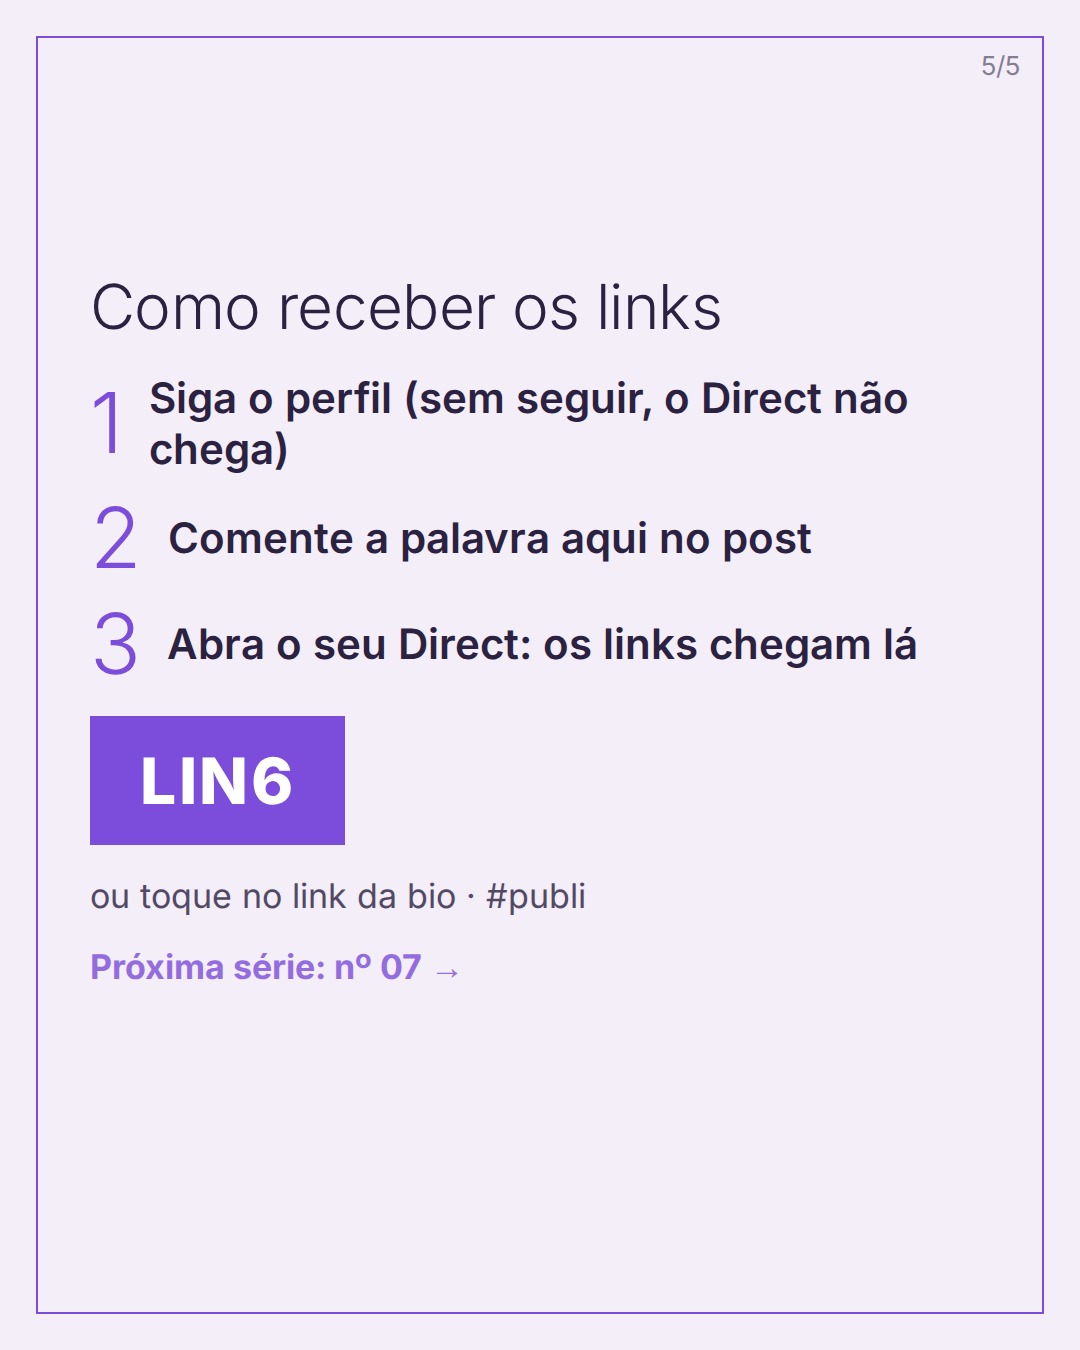 5/5
Como receber os links
1 Siga o perfil (sem seguir, o Direct não
chega)
2 Comente a palavra aqui no post
3 Abra o seu Direct: os links chegam lá
LIN6
ou toque no link da bio · #publi
Próxima série: nº 07 →